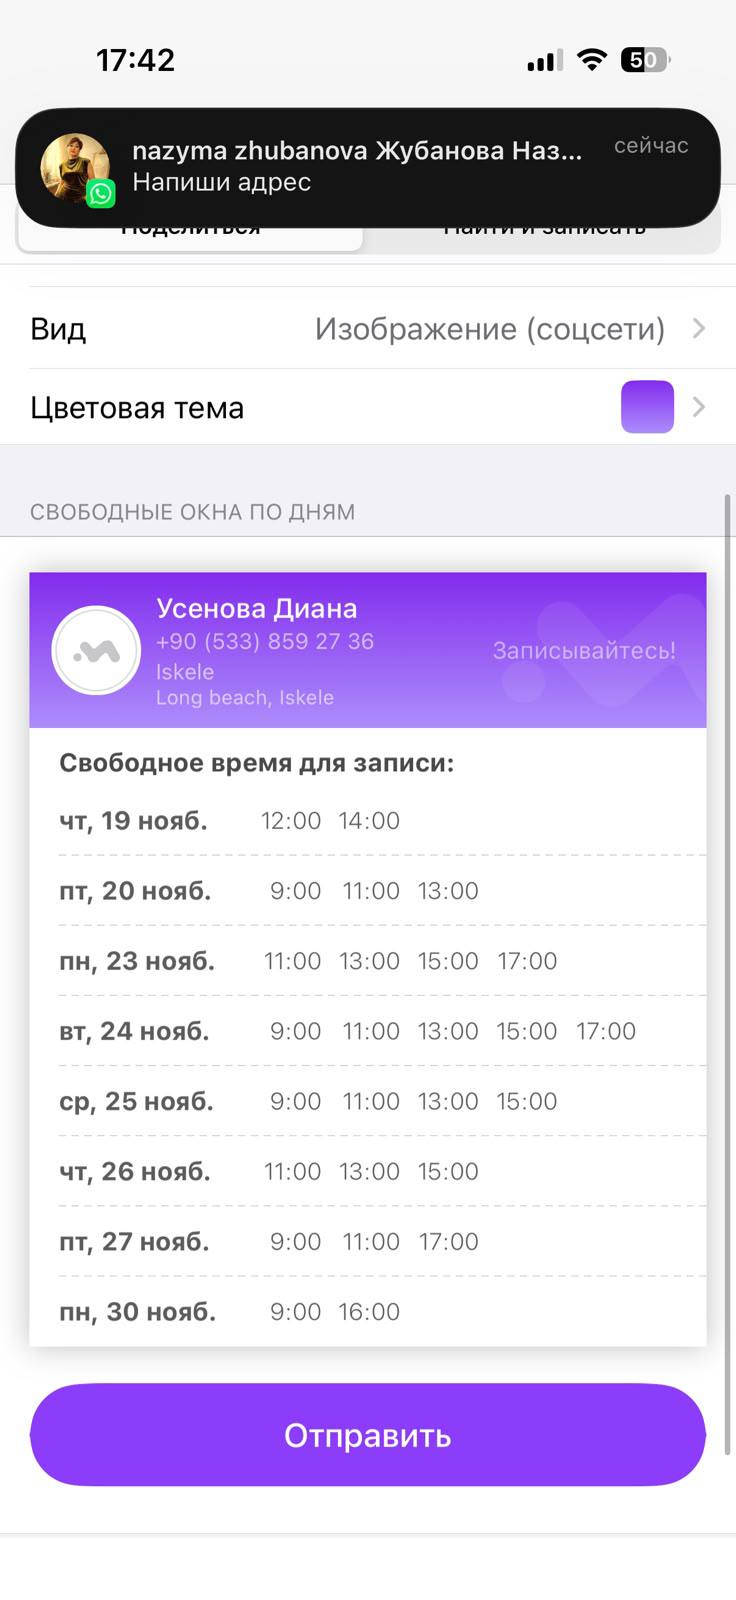 17:42
50
nazyma zhubanova Жубанова Наз...
сейчас
Напиши адрес
Поделиться
Найти и записать
Вид
Изображение (соцсети)
Цветовая тема
СВОБОДНЫЕ ОКНА ПО ДНЯМ
Усенова Диана
+90 (533) 859 27 36
Iskele
Long beach, Iskele
Записывайтесь!
Свободное время для записи:
чт, 19 нояб. 12:00 14:00
пт, 20 нояб. 9:00 11:00 13:00
пн, 23 нояб. 11:00 13:00 15:00 17:00
вт, 24 нояб. 9:00 11:00 13:00 15:00 17:00
ср, 25 нояб. 9:00 11:00 13:00 15:00
чт, 26 нояб. 11:00 13:00 15:00
пт, 27 нояб. 9:00 11:00 17:00
пн, 30 нояб. 9:00 16:00
Отправить